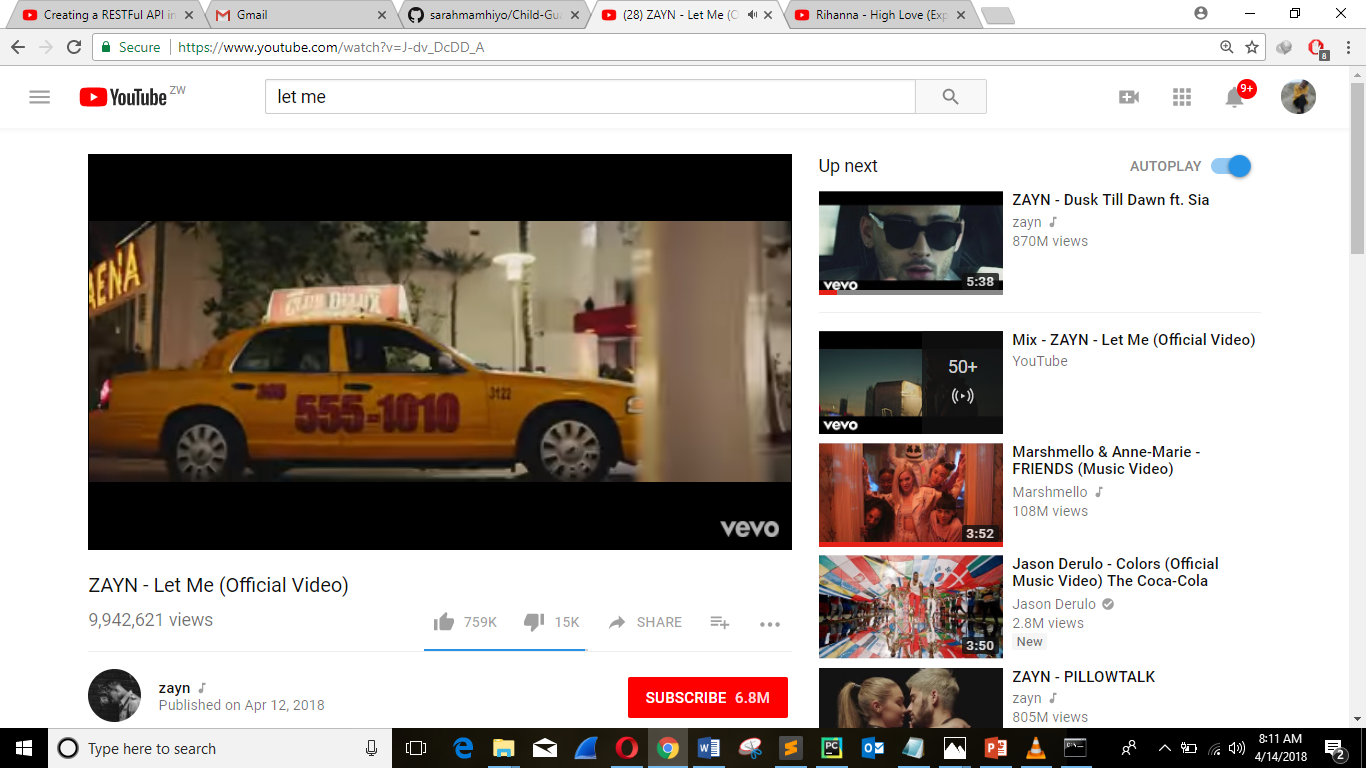 Creating a RESTFul API in
Gmail
sarahmamhiyo/Child-Gu
(28) ZAYN - Let Me (O
Rihanna - High Love (Exp
Secure
https://www.youtube.com/watch?v=J-dv_DcDD_A
8
YouTube ZW
let me
9+
ARENA
CLUB DELUX
3122
555-1010
vevo
ZAYN - Let Me (Official Video)
9,942,621 views
759K
15K
SHARE
zayn
Published on Apr 12, 2018
SUBSCRIBE 6.8M
Up next
AUTOPLAY
vevo
5:38
ZAYN - Dusk Till Dawn ft. Sia
zayn
870M views
50+
vevo
Mix - ZAYN - Let Me (Official Video)
YouTube
3:52
Marshmello & Anne-Marie -
FRIENDS (Music Video)
Marshmello
108M views
3:50
Jason Derulo - Colors (Official
Music Video) The Coca-Cola
Jason Derulo
2.8M views
New
ZAYN - PILLOWTALK
zayn
805M views
Type here to search
8:11 AM
4/14/2018
2